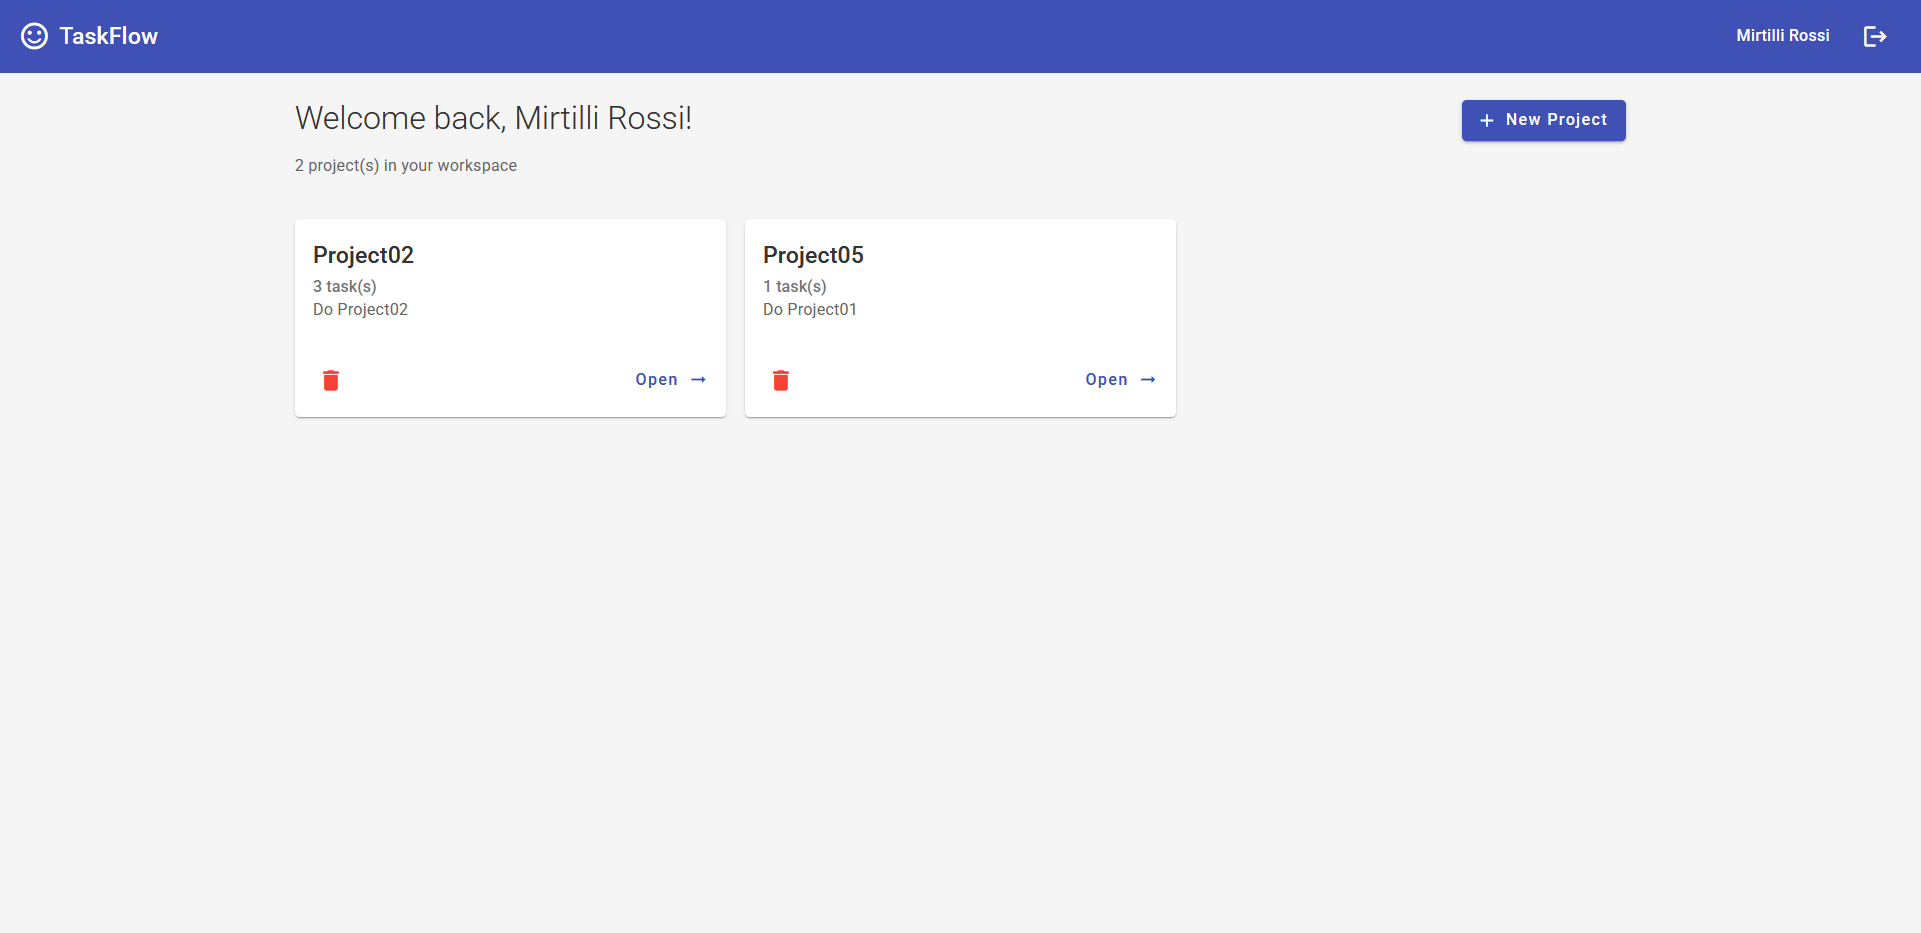 TaskFlow
Mirtilli Rossi
Welcome back, Mirtilli Rossi!
New Project
2 project(s) in your workspace
Project02
3 task(s)
Do Project02
Open
Project05
1 task(s)
Do Project01
Open